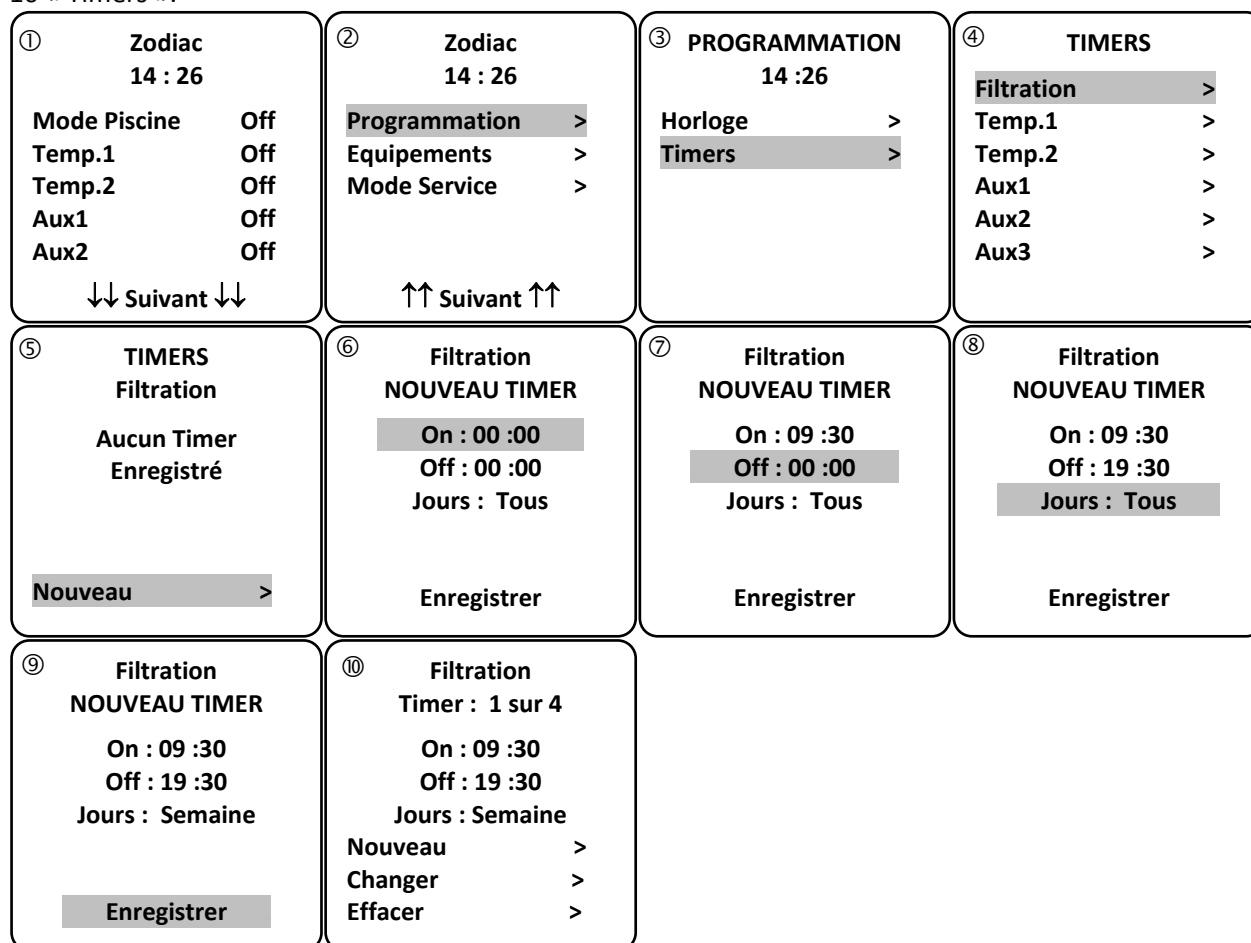 ①
Zodiac
14 : 26
Mode Piscine Off
Temp.1 Off
Temp.2 Off
Aux1 Off
Aux2 Off
↓↓ Suivant ↓↓
②
Zodiac
14 : 26
Programmation >
Equipements >
Mode Service >
↑↑ Suivant ↑↑
③ PROGRAMMATION
14 :26
Horloge >
Timers >
④ TIMERS
Filtration >
Temp.1 >
Temp.2 >
Aux1 >
Aux2 >
Aux3 >
⑤
TIMERS
Filtration
Aucun Timer
Enregistré
Nouveau >
⑥
Filtration
NOUVEAU TIMER
On : 00 :00
Off : 00 :00
Jours : Tous
Enregistrer
⑦
Filtration
NOUVEAU TIMER
On : 09 :30
Off : 00 :00
Jours : Tous
Enregistrer
⑧
Filtration
NOUVEAU TIMER
On : 09 :30
Off : 19 :30
Jours : Tous
Enregistrer
⑨
Filtration
NOUVEAU TIMER
On : 09 :30
Off : 19 :30
Jours : Semaine
Enregistrer
⑩
Filtration
Timer : 1 sur 4
On : 09 :30
Off : 19 :30
Jours : Semaine
Nouveau >
Changer >
Effacer >